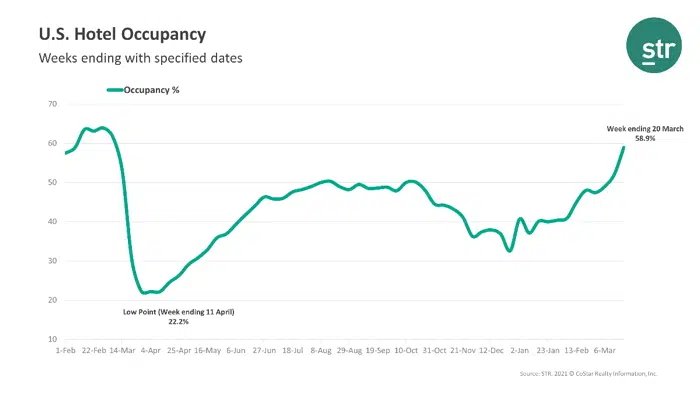 U.S. Hotel Occupancy
Weeks ending with specified dates
str
Occupancy %
70
Week ending 20 March
58.9%
60
50
40
30
20
Low Point (Week ending 11 April)
22.2%
10
1-Feb 22-Feb 14-Mar 4-Apr 25-Apr 16-May 6-Jun 27-Jun 18-Jul 8-Aug 29-Aug 19-Sep 10-Oct 31-Oct 21-Nov 12-Dec 2-Jan 23-Jan 13-Feb 6-Mar
Source: STR. 2021 © CoStar Realty Information, Inc.